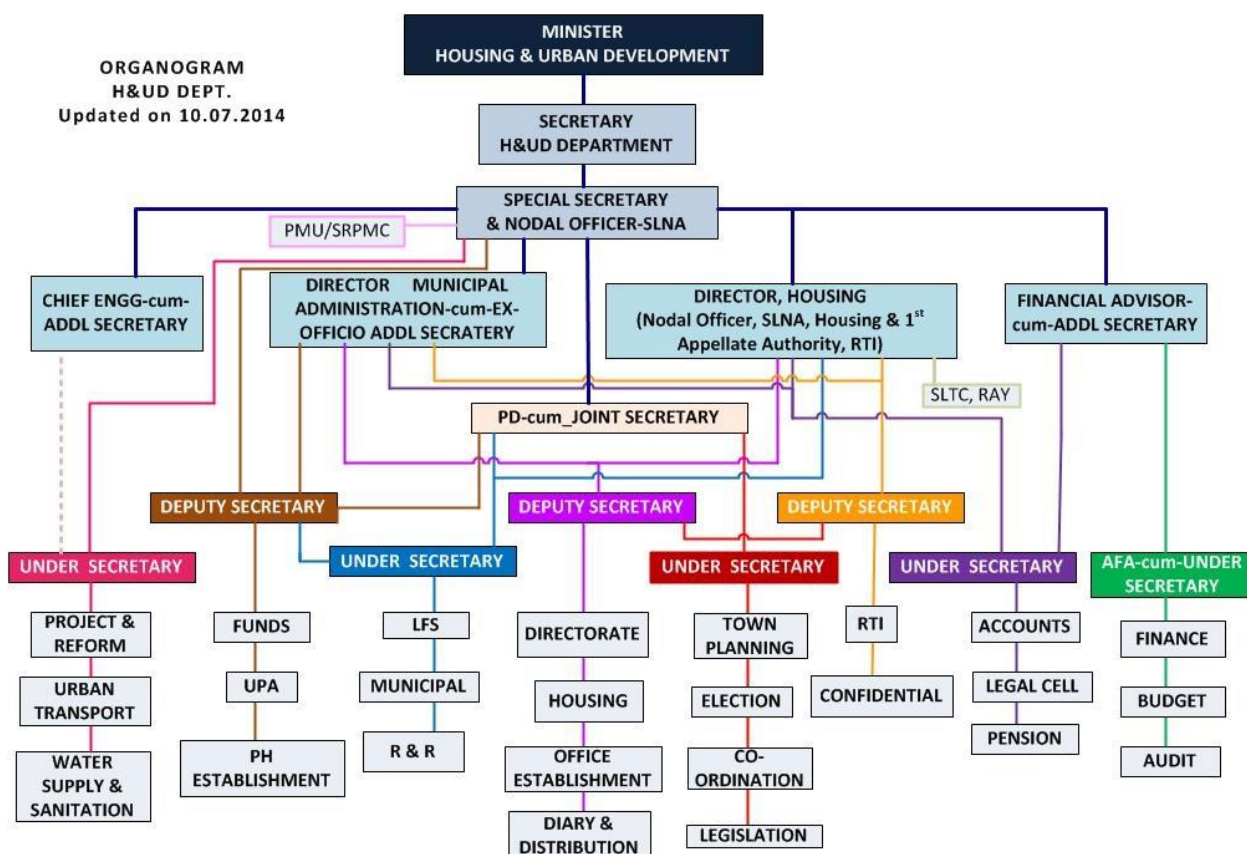 MINISTER
HOUSING & URBAN DEVELOPMENT
ORGANOGRAM
H&UD DEPT.
Updated on 10.07.2014
SECRETARY
H&UD DEPARTMENT
SPECIAL SECRETARY
& NODAL OFFICER-SLNA
PMU/SRPMC
CHIEF ENGG-cum-
ADDL SECRETARY
DIRECTOR MUNICIPAL
ADMINISTRATION-cum-EX-
OFFICIO ADDL SECRATERY
DIRECTOR, HOUSING
(Nodal Officer, SLNA, Housing & 1st
Appellate Authority, RTI)
FINANCIAL ADVISOR-
cum-ADDL SECRETARY
SLTC, RAY
PD-cum_JOINT SECRETARY
DEPUTY SECRETARY
DEPUTY SECRETARY
DEPUTY SECRETARY
UNDER SECRETARY
UNDER SECRETARY
UNDER SECRETARY
UNDER SECRETARY
AFA-cum-UNDER
SECRETARY
PROJECT &
REFORM
URBAN
TRANSPORT
WATER
SUPPLY &
SANITATION
FUNDS
UPA
PH
ESTABLISHMENT
LFS
MUNICIPAL
R & R
DIRECTORATE
HOUSING
OFFICE
ESTABLISHMENT
DIARY &
DISTRIBUTION
TOWN
PLANNING
ELECTION
CO-
ORDINATION
LEGISLATION
RTI
CONFIDENTIAL
ACCOUNTS
LEGAL CELL
PENSION
FINANCE
BUDGET
AUDIT